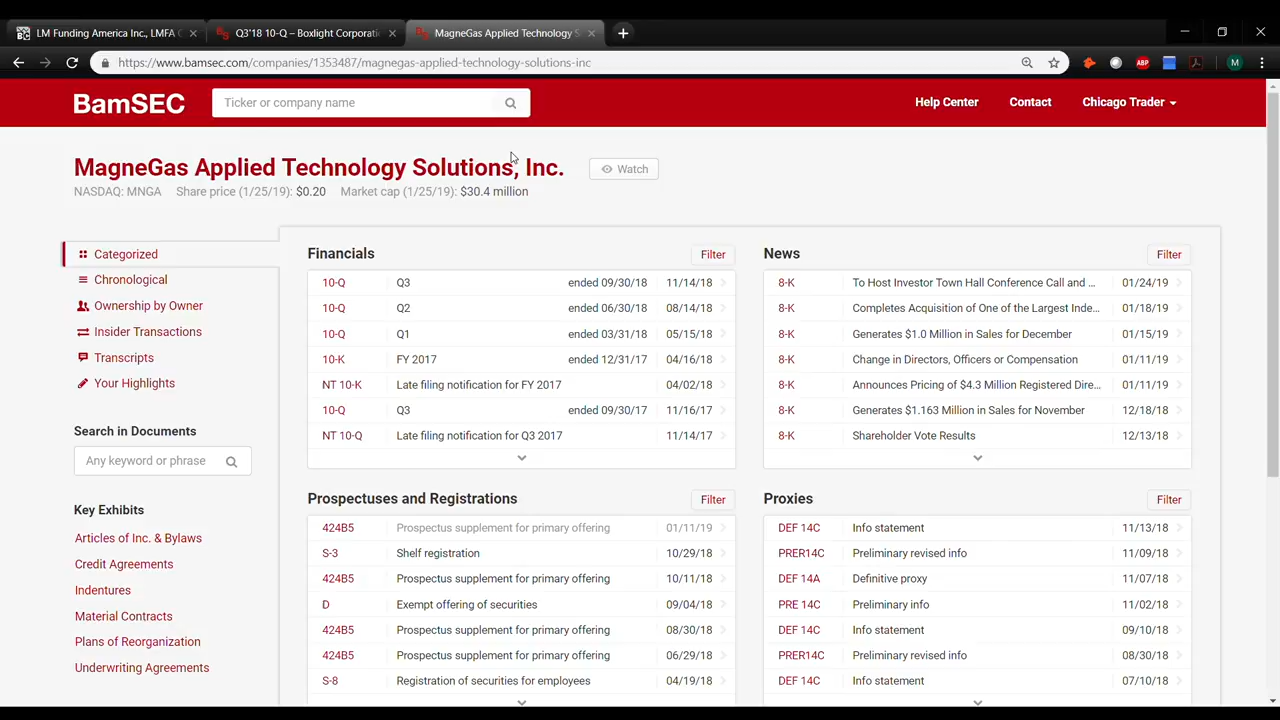 LM Funding America Inc., LMFA
Q3'18 10-Q – Boxlight Corporati
MagneGas Applied Technology S
https://www.bamsec.com/companies/1353487/magnegas-applied-technology-solutions-inc
ABP
M
BamSEC
Ticker or company name
Help Center
Contact
Chicago Trader
MagneGas Applied Technology Solutions, Inc.
Watch
NASDAQ: MNGA Share price (1/25/19): $0.20 Market cap (1/25/19): $30.4 million
Categorized
Chronological
Ownership by Owner
Insider Transactions
Transcripts
Your Highlights
Search in Documents
Any keyword or phrase
Key Exhibits
Articles of Inc. & Bylaws
Credit Agreements
Indentures
Material Contracts
Plans of Reorganization
Underwriting Agreements
Financials Filter
10-Q Q3 ended 09/30/18 11/14/18
10-Q Q2 ended 06/30/18 08/14/18
10-Q Q1 ended 03/31/18 05/15/18
10-K FY 2017 ended 12/31/17 04/16/18
NT 10-K Late filing notification for FY 2017 04/02/18
10-Q Q3 ended 09/30/17 11/16/17
NT 10-Q Late filing notification for Q3 2017 11/14/17
News Filter
8-K To Host Investor Town Hall Conference Call and ... 01/24/19
8-K Completes Acquisition of One of the Largest Inde... 01/18/19
8-K Generates $1.0 Million in Sales for December 01/15/19
8-K Change in Directors, Officers or Compensation 01/11/19
8-K Announces Pricing of $4.3 Million Registered Dire... 01/11/19
8-K Generates $1.163 Million in Sales for November 12/18/18
8-K Shareholder Vote Results 12/13/18
Prospectuses and Registrations Filter
424B5 Prospectus supplement for primary offering 01/11/19
S-3 Shelf registration 10/29/18
424B5 Prospectus supplement for primary offering 10/11/18
D Exempt offering of securities 09/04/18
424B5 Prospectus supplement for primary offering 08/30/18
424B5 Prospectus supplement for primary offering 06/29/18
S-8 Registration of securities for employees 04/19/18
Proxies Filter
DEF 14C Info statement 11/13/18
PRER14C Preliminary revised info 11/09/18
DEF 14A Definitive proxy 11/07/18
PRE 14C Preliminary info 11/02/18
DEF 14C Info statement 09/10/18
PRER14C Preliminary revised info 08/30/18
DEF 14C Info statement 07/10/18